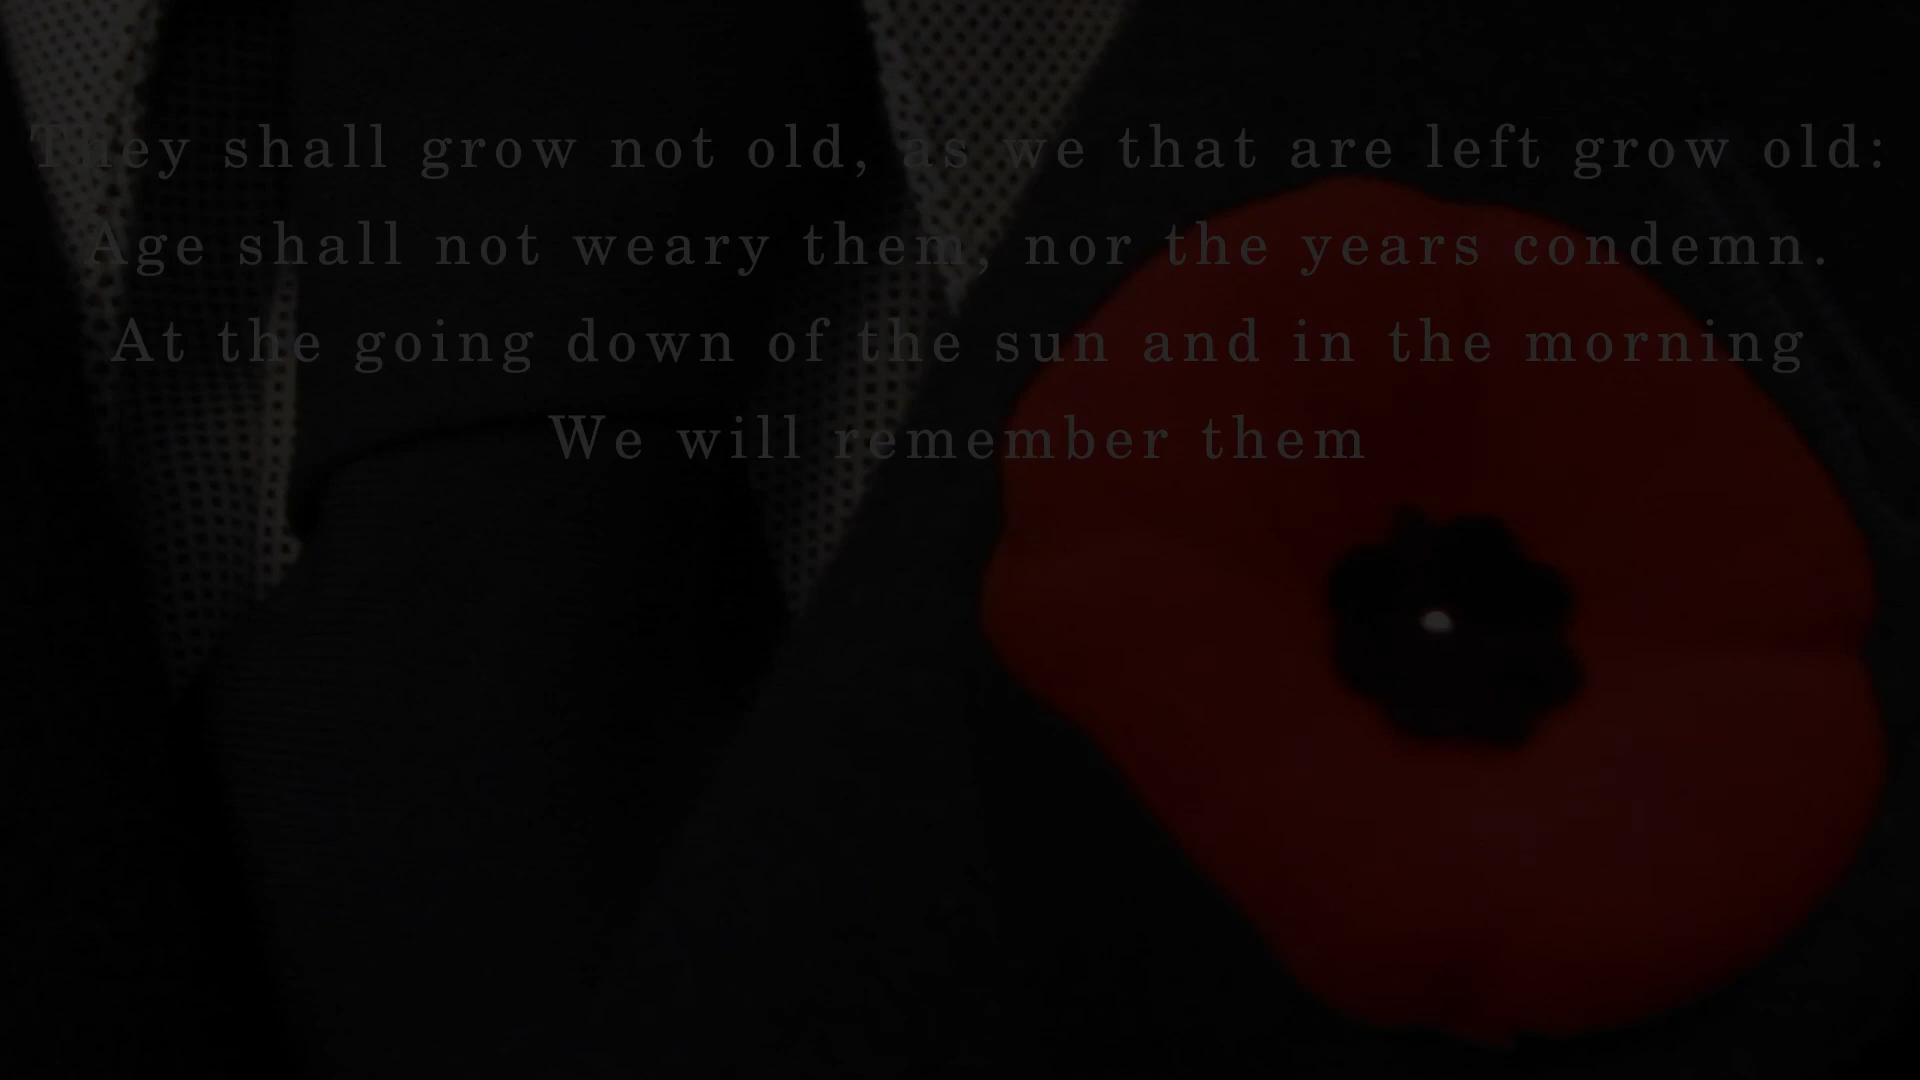 They shall grow not old, as we that are left grow old:
Age shall not weary them, nor the years condemn.
At the going down of the sun and in the morning
We will remember them